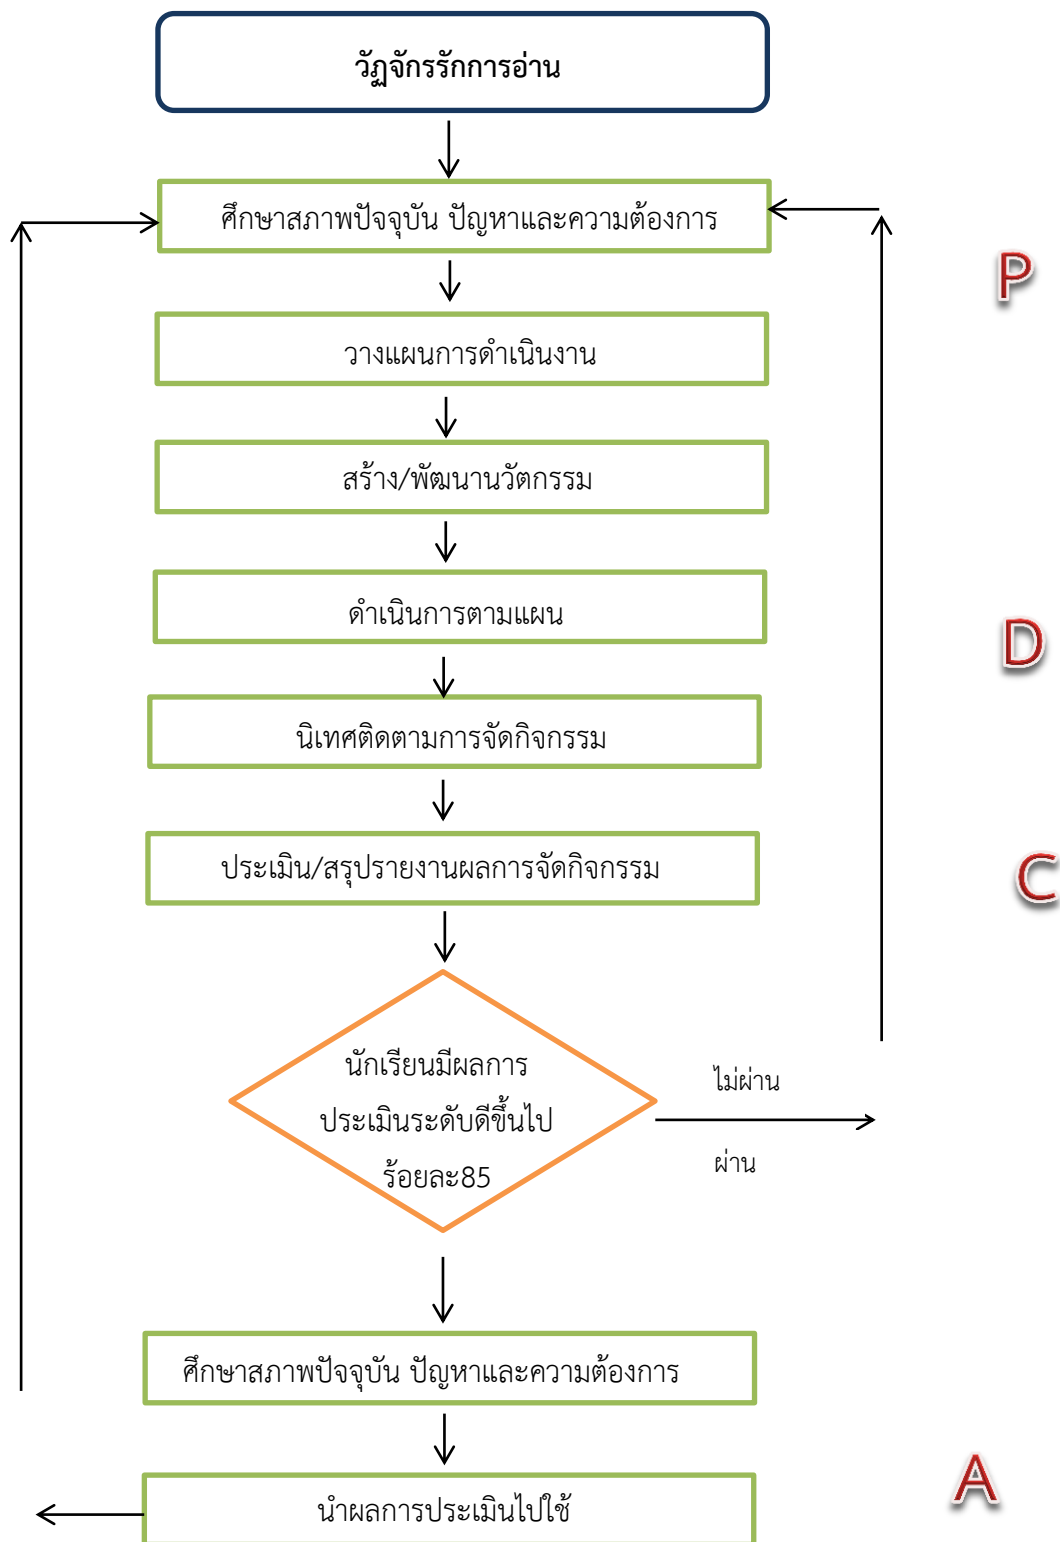 วัฏจักรรักการอ่าน
ศึกษาสภาพปัจจุบัน ปัญหาและความต้องการ
P
วางแผนการดำเนินงาน
สร้าง/พัฒนานวัตกรรม
ดำเนินการตามแผน
D
นิเทศติดตามการจัดกิจกรรม
ประเมิน/สรุปรายงานผลการจัดกิจกรรม
C
นักเรียนมีผลการ
ประเมินระดับดีขึ้นไป
ร้อยละ85
ไม่ผ่าน
ผ่าน
ศึกษาสภาพปัจจุบัน ปัญหาและความต้องการ
A
นำผลการประเมินไปใช้